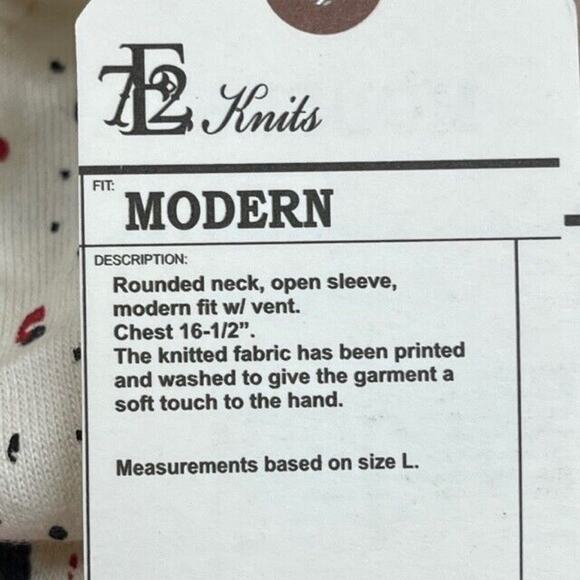 72E Knits
FIT:
MODERN
DESCRIPTION:
Rounded neck, open sleeve,
modern fit w/ vent.
Chest 16-1/2".
The knitted fabric has been printed
and washed to give the garment a
soft touch to the hand.
Measurements based on size L.